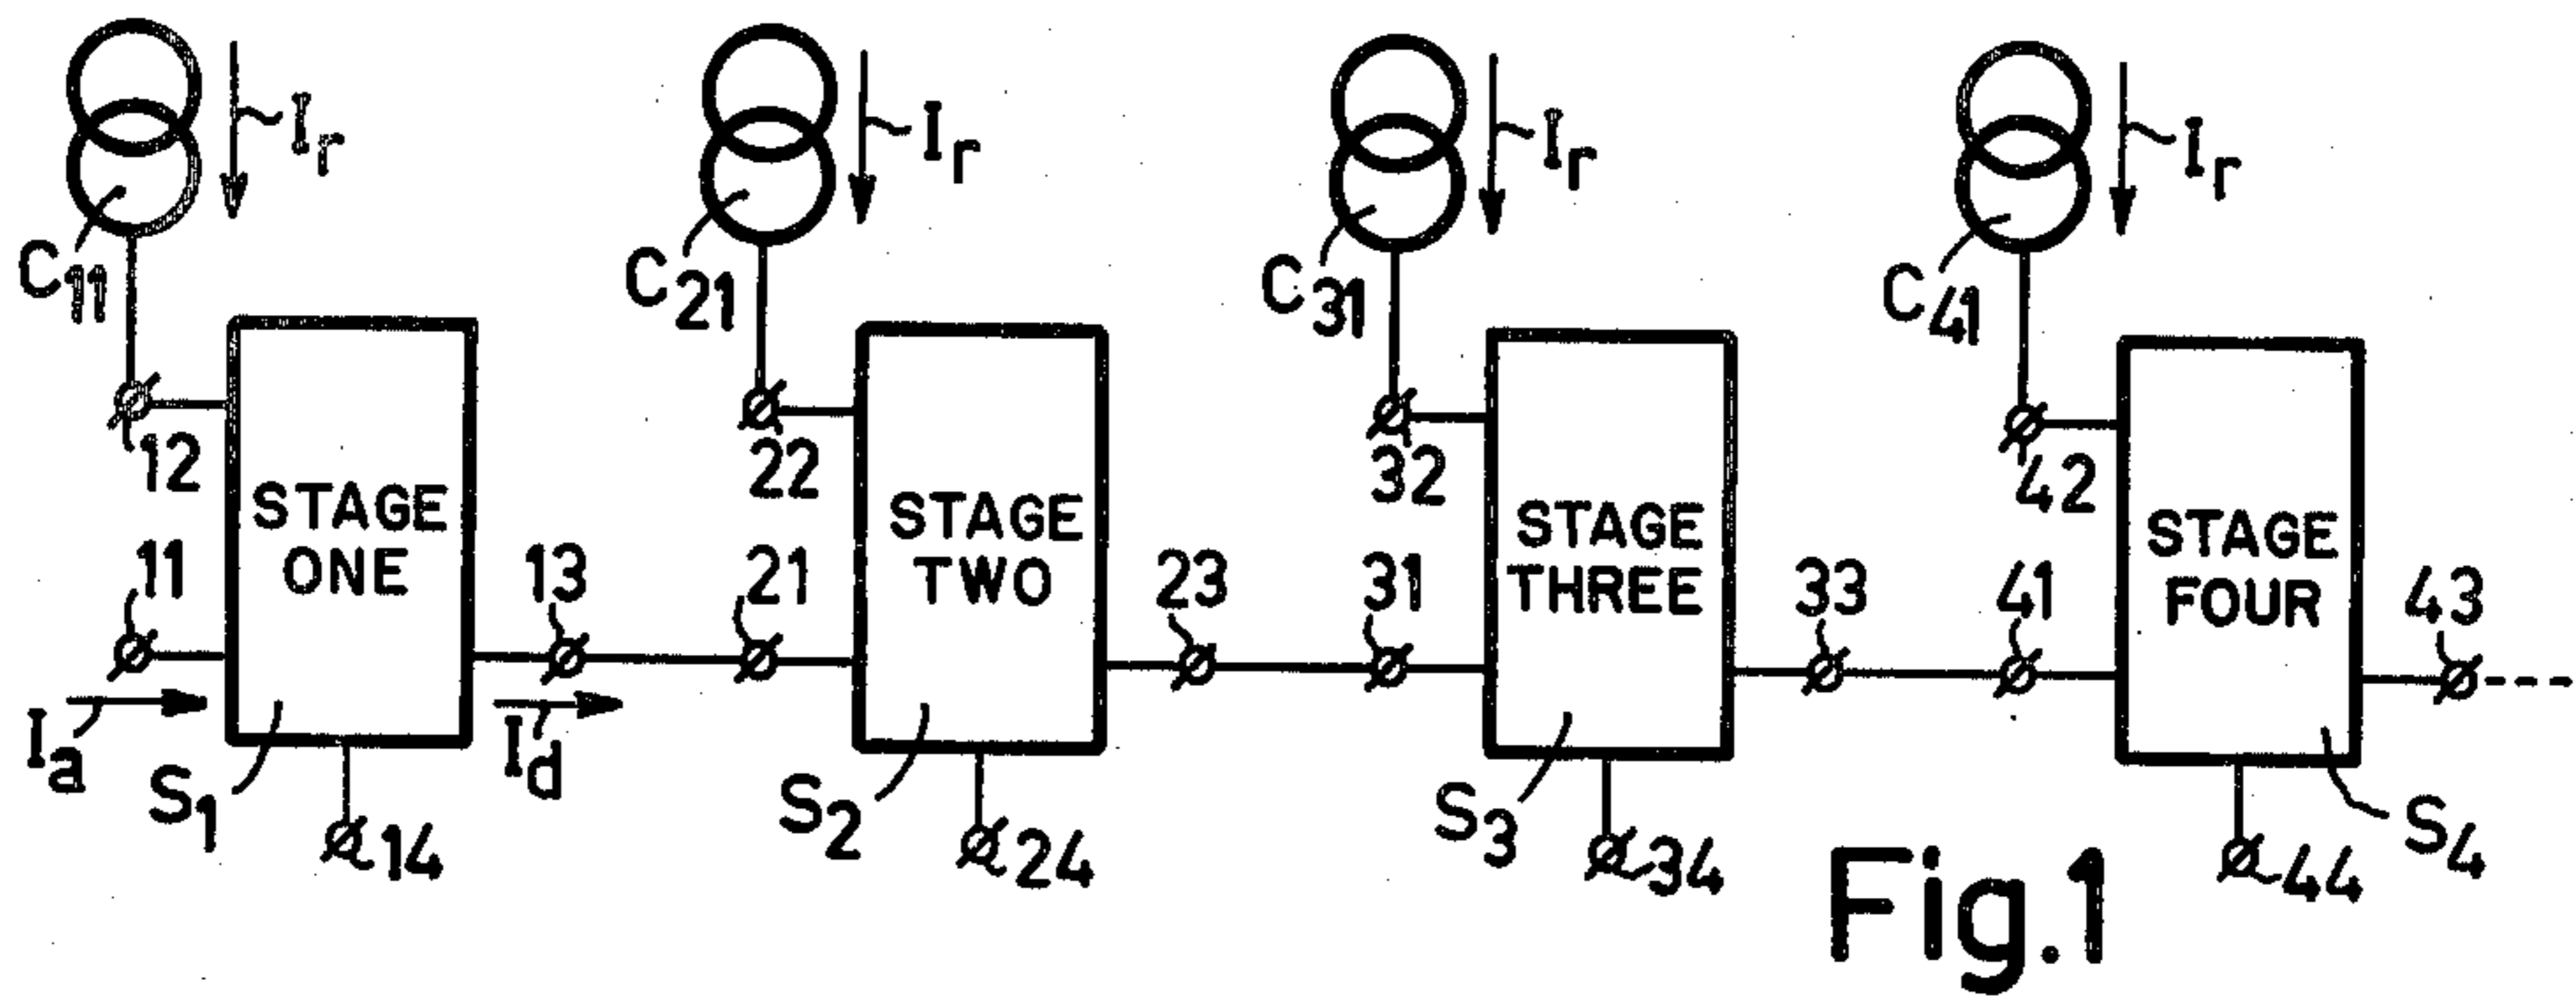 Ir
Ir
Ir
Ir
C11
C21
C31
C41
12
22
32
42
STAGE
ONE
STAGE
TWO
STAGE
THREE
STAGE
FOUR
11
13
21
23
31
33
41
43
Ia
S1
Id
S2
S3
S4
14
24
34
44
Fig.1